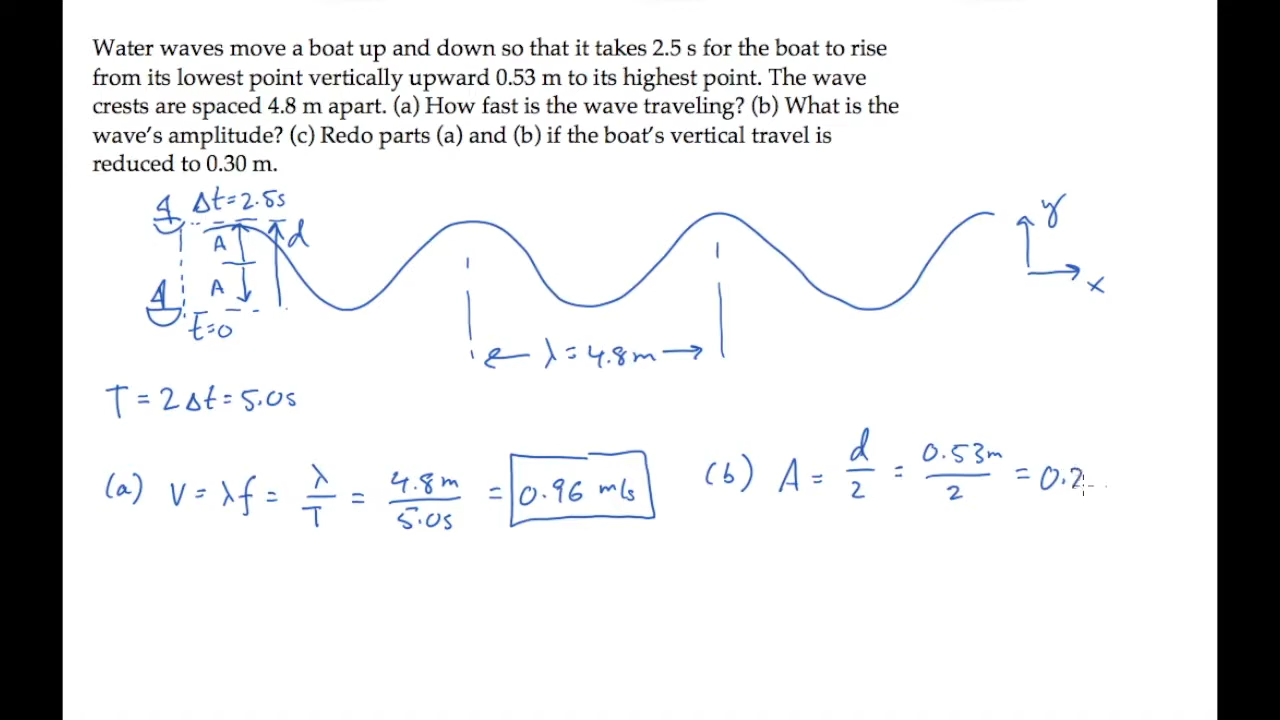 Water waves move a boat up and down so that it takes 2.5 s for the boat to rise
from its lowest point vertically upward 0.53 m to its highest point. The wave
crests are spaced 4.8 m apart. (a) How fast is the wave traveling? (b) What is the
wave's amplitude? (c) Redo parts (a) and (b) if the boat's vertical travel is
reduced to 0.30 m.
Δt=2.5s
A
d
A
t=0
y
x
λ=4.8m
T = 2Δt = 5.0s
(a) v = λf = λ/T = 4.8m/5.0s = 0.96 m/s
(b) A = d/2 = 0.53m/2 = 0.2